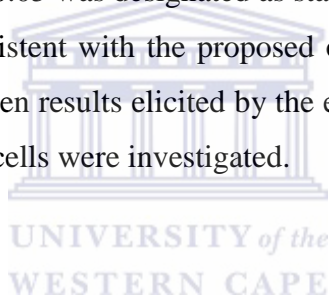 .05 was designated as sta
istent with the proposed
en results elicited by the e
cells were investigated.
UNIVERSITY of the
WESTERN CAPE